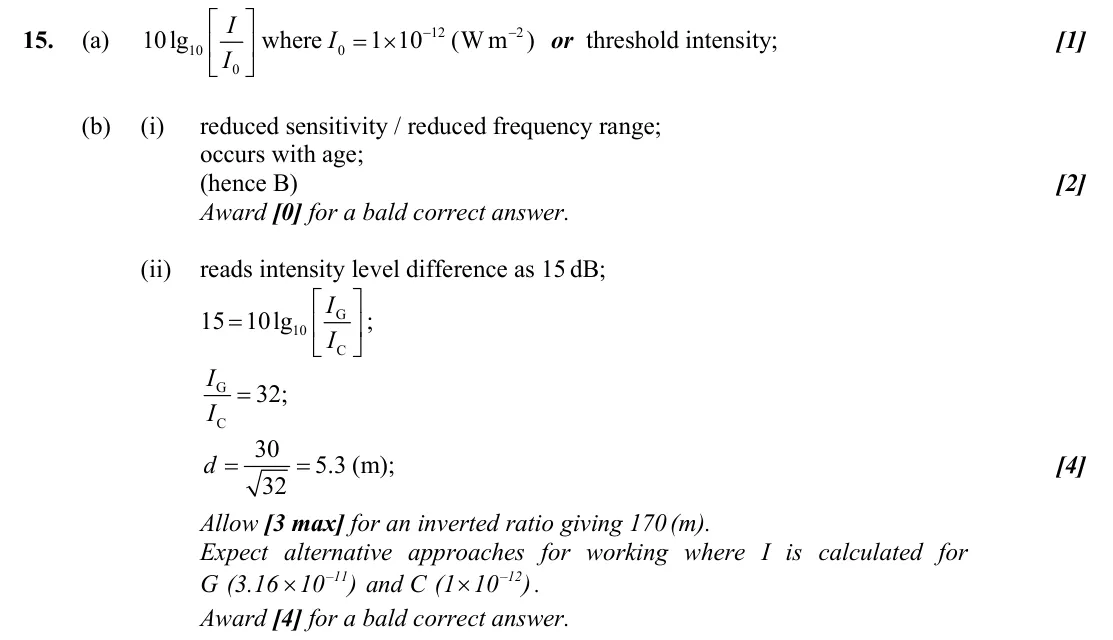 15. (a) 10 lg₁₀ [I / I₀] where I₀ = 1×10⁻¹² (W m⁻²) or threshold intensity; [1]
(b) (i) reduced sensitivity / reduced frequency range;
occurs with age;
(hence B) [2]
Award [0] for a bald correct answer.
(ii) reads intensity level difference as 15 dB;
15 = 10 lg₁₀ [I_G / I_C];
I_G / I_C = 32;
d = 30 / √32 = 5.3 (m); [4]
Allow [3 max] for an inverted ratio giving 170 (m).
Expect alternative approaches for working where I is calculated for
G (3.16×10⁻¹¹) and C (1×10⁻¹²).
Award [4] for a bald correct answer.